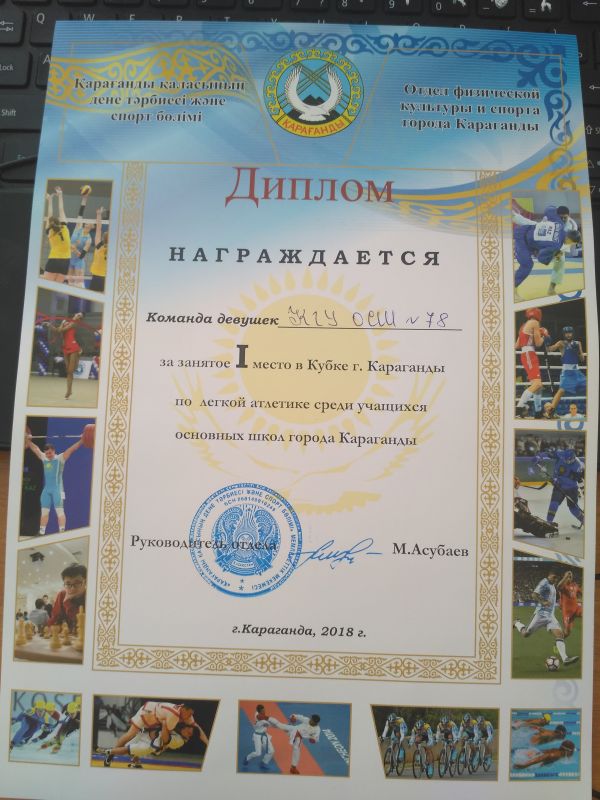 Қарағанды қаласының
дене тәрбиесі және
спорт бөлімі
Отдел физической
культуры и спорта
города Караганды
ҚАРАҒАНДЫ
Диплом
НАГРАЖДАЕТСЯ
Команда девушек КГУ ОСШ №78
за занятое I место в Кубке г. Караганды
по легкой атлетике среди учащихся
основных школ города Караганды
Руководитель отдела М.Асубаев
г.Караганда, 2018 г.